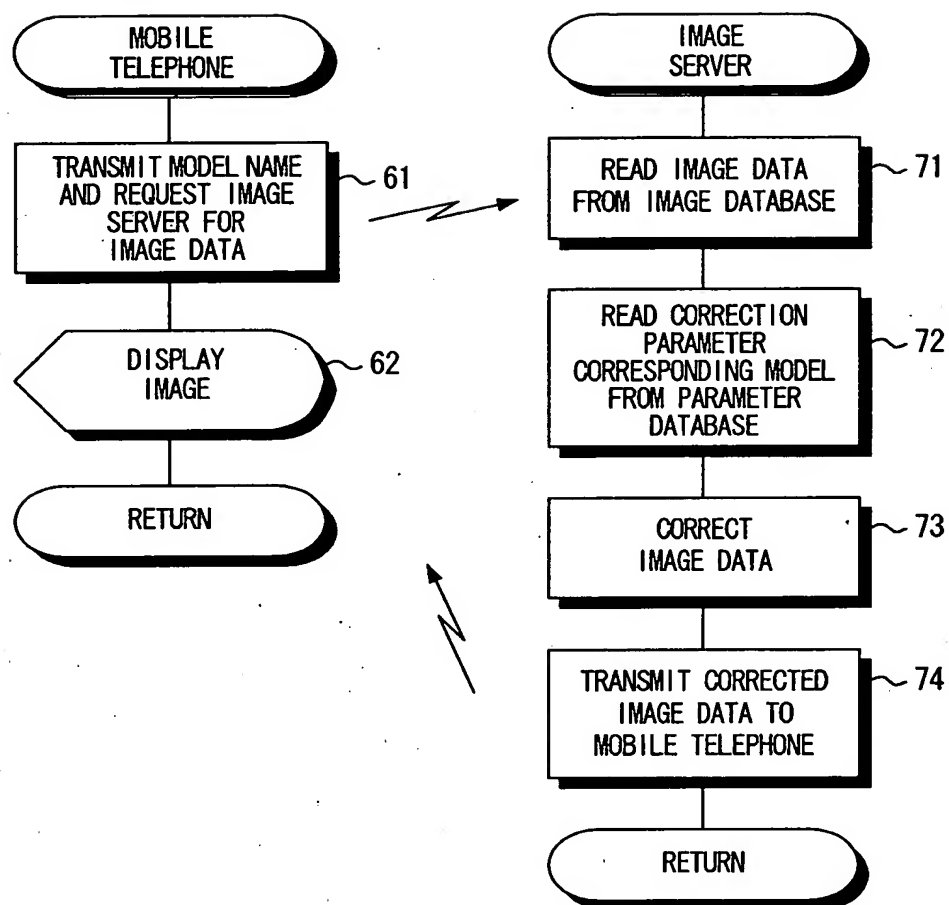 MOBILE
TELEPHONE
TRANSMIT MODEL NAME
AND REQUEST IMAGE
SERVER FOR
IMAGE DATA
61
DISPLAY
IMAGE
62
RETURN
IMAGE
SERVER
READ IMAGE DATA
FROM IMAGE DATABASE
71
READ CORRECTION
PARAMETER
CORRESPONDING MODEL
FROM PARAMETER
DATABASE
72
CORRECT
IMAGE DATA
73
TRANSMIT CORRECTED
IMAGE DATA TO
MOBILE TELEPHONE
74
RETURN